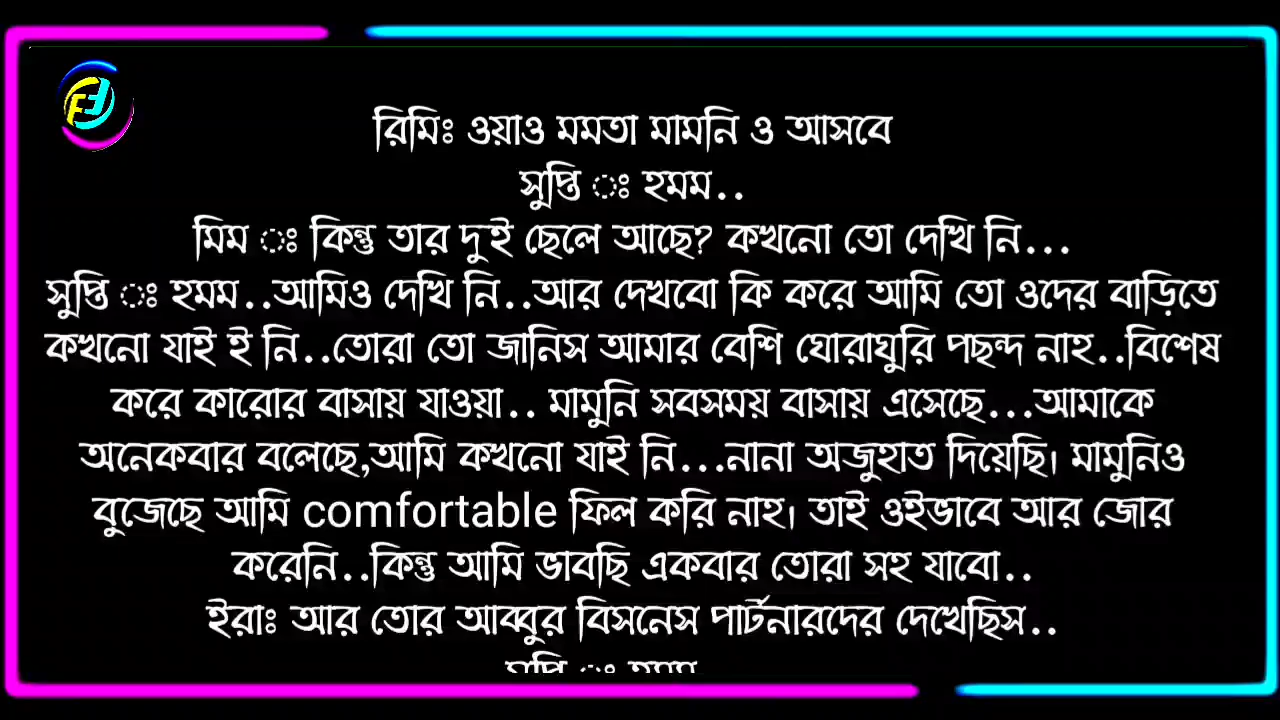 রিমিঃ ওয়াও মমতা মামনি ও আসবে
সুপ্তি ঃ হমম..
মিম ঃ কিন্তু তার দুই ছেলে আছে? কখনো তো দেখি নি...
সুপ্তি ঃ হমম..আমিও দেখি নি..আর দেখবো কি করে আমি তো ওদের বাড়িতে
কখনো যাই ই নি..তোরা তো জানিস আমার বেশি ঘোরাঘুরি পছন্দ নাহ..বিশেষ
করে কারোর বাসায় যাওয়া.. মামুনি সবসময় বাসায় এসেছে...আমাকে
অনেকবার বলেছে,আমি কখনো যাই নি...নানা অজুহাত দিয়েছি। মামুনিও
বুজেছে আমি comfortable ফিল করি নাহ। তাই ওইভাবে আর জোর
করেনি..কিন্তু আমি ভাবছি একবার তোরা সহ যাবো..
ইরাঃ আর তোর আব্বুর বিসনেস পার্টনারদের দেখেছিস..